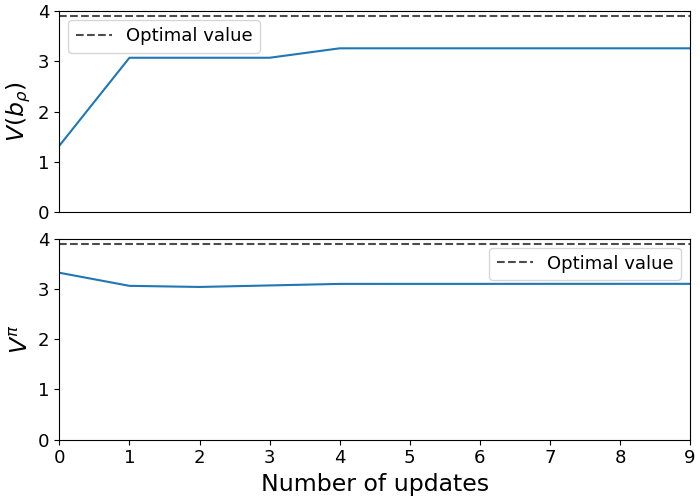 4
Optimal value
3
V(b_ρ)
2
1
0
4
Optimal value
3
V^π
2
1
0
0 1 2 3 4 5 6 7 8 9
Number of updates